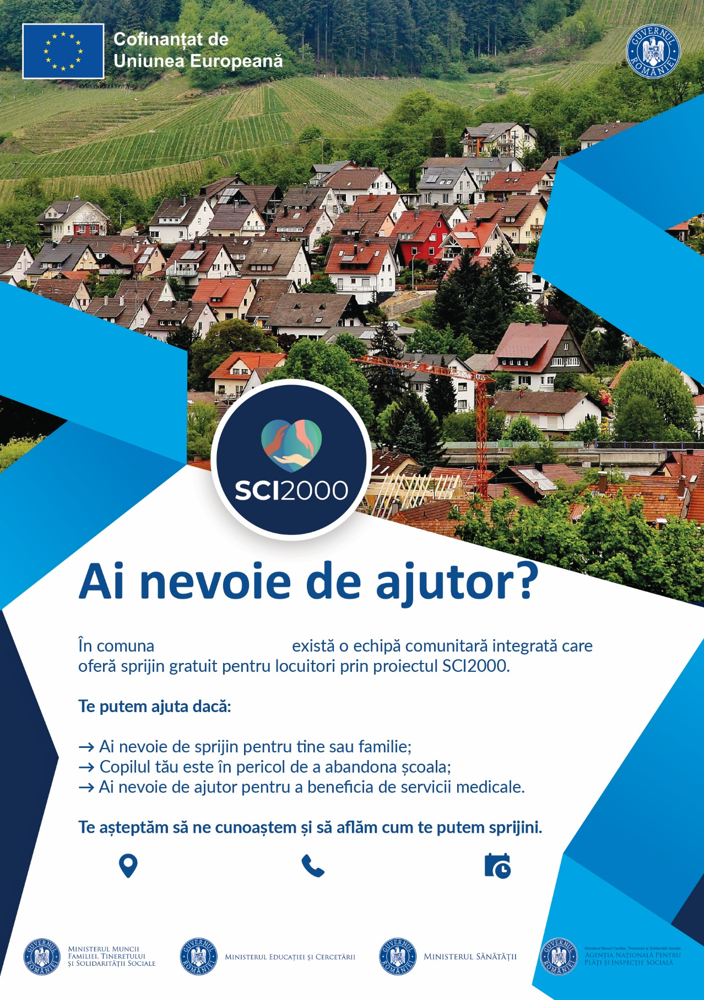 Cofinanțat de
Uniunea Europeană
GUVERNUL ROMÂNIEI
SCI2000
Ai nevoie de ajutor?
În comuna există o echipă comunitară integrată care
oferă sprijin gratuit pentru locuitori prin proiectul SCI2000.
Te putem ajuta dacă:
→ Ai nevoie de sprijin pentru tine sau familie;
→ Copilul tău este în pericol de a abandona școala;
→ Ai nevoie de ajutor pentru a beneficia de servicii medicale.
Te așteptăm să ne cunoaștem și să aflăm cum te putem sprijini.
GUVERNUL ROMÂNIEI
MINISTERUL MUNCII
FAMILIEI, TINERETULUI
ȘI SOLIDARITĂȚII SOCIALE
GUVERNUL ROMÂNIEI
MINISTERUL EDUCAȚIEI ȘI CERCETĂRII
GUVERNUL ROMÂNIEI
MINISTERUL SĂNĂTĂȚII
GUVERNUL ROMÂNIEI
Ministerul Muncii Familiei, Tineretului și Solidarității Sociale
AGENȚIA NAȚIONALĂ PENTRU
PLĂȚI ȘI INSPECȚIE SOCIALĂ